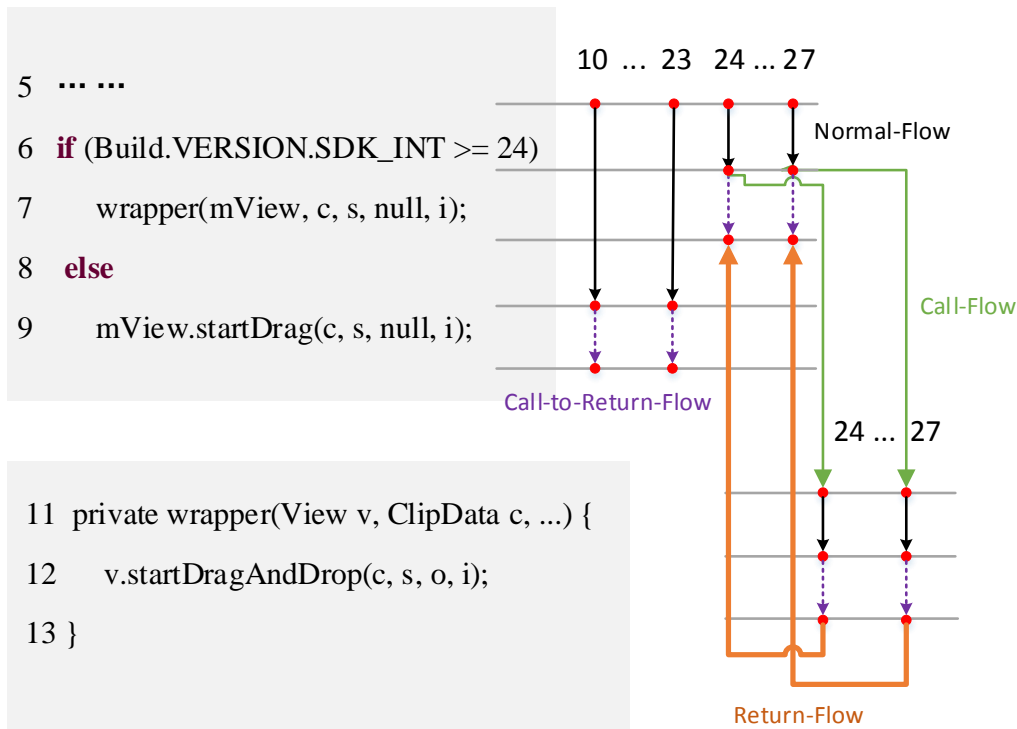 5 ... ...
6 if (Build.VERSION.SDK_INT >= 24)
7 wrapper(mView, c, s, null, i);
8 else
9 mView.startDrag(c, s, null, i);
10 ... 23 24 ... 27
Normal-Flow
Call-Flow
Call-to-Return-Flow
24 ... 27
11 private wrapper(View v, ClipData c, ...) {
12 v.startDragAndDrop(c, s, o, i);
13 }
Return-Flow